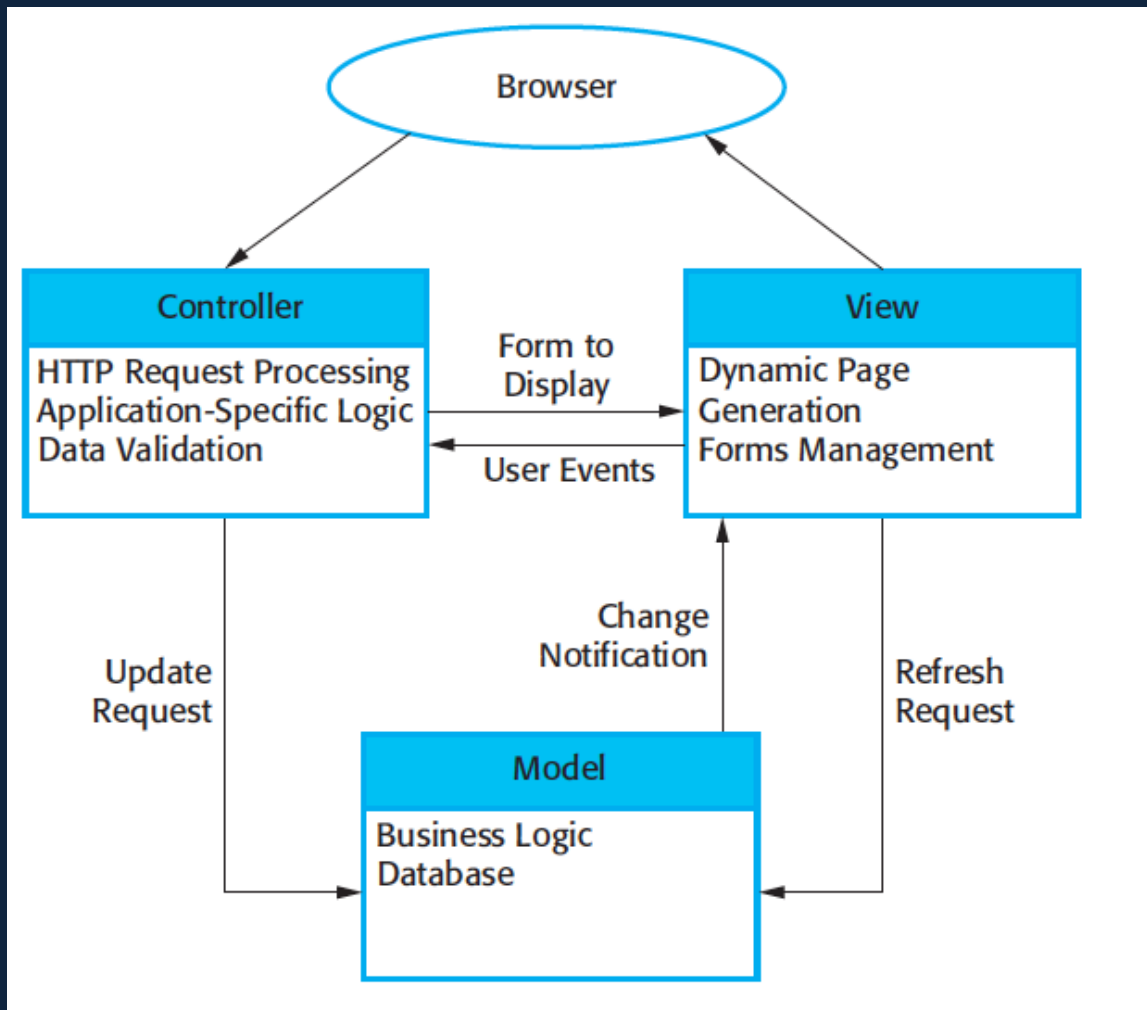 Browser
Controller
HTTP Request Processing
Application-Specific Logic
Data Validation
Form to
Display
User Events
View
Dynamic Page
Generation
Forms Management
Update
Request
Change
Notification
Refresh
Request
Model
Business Logic
Database